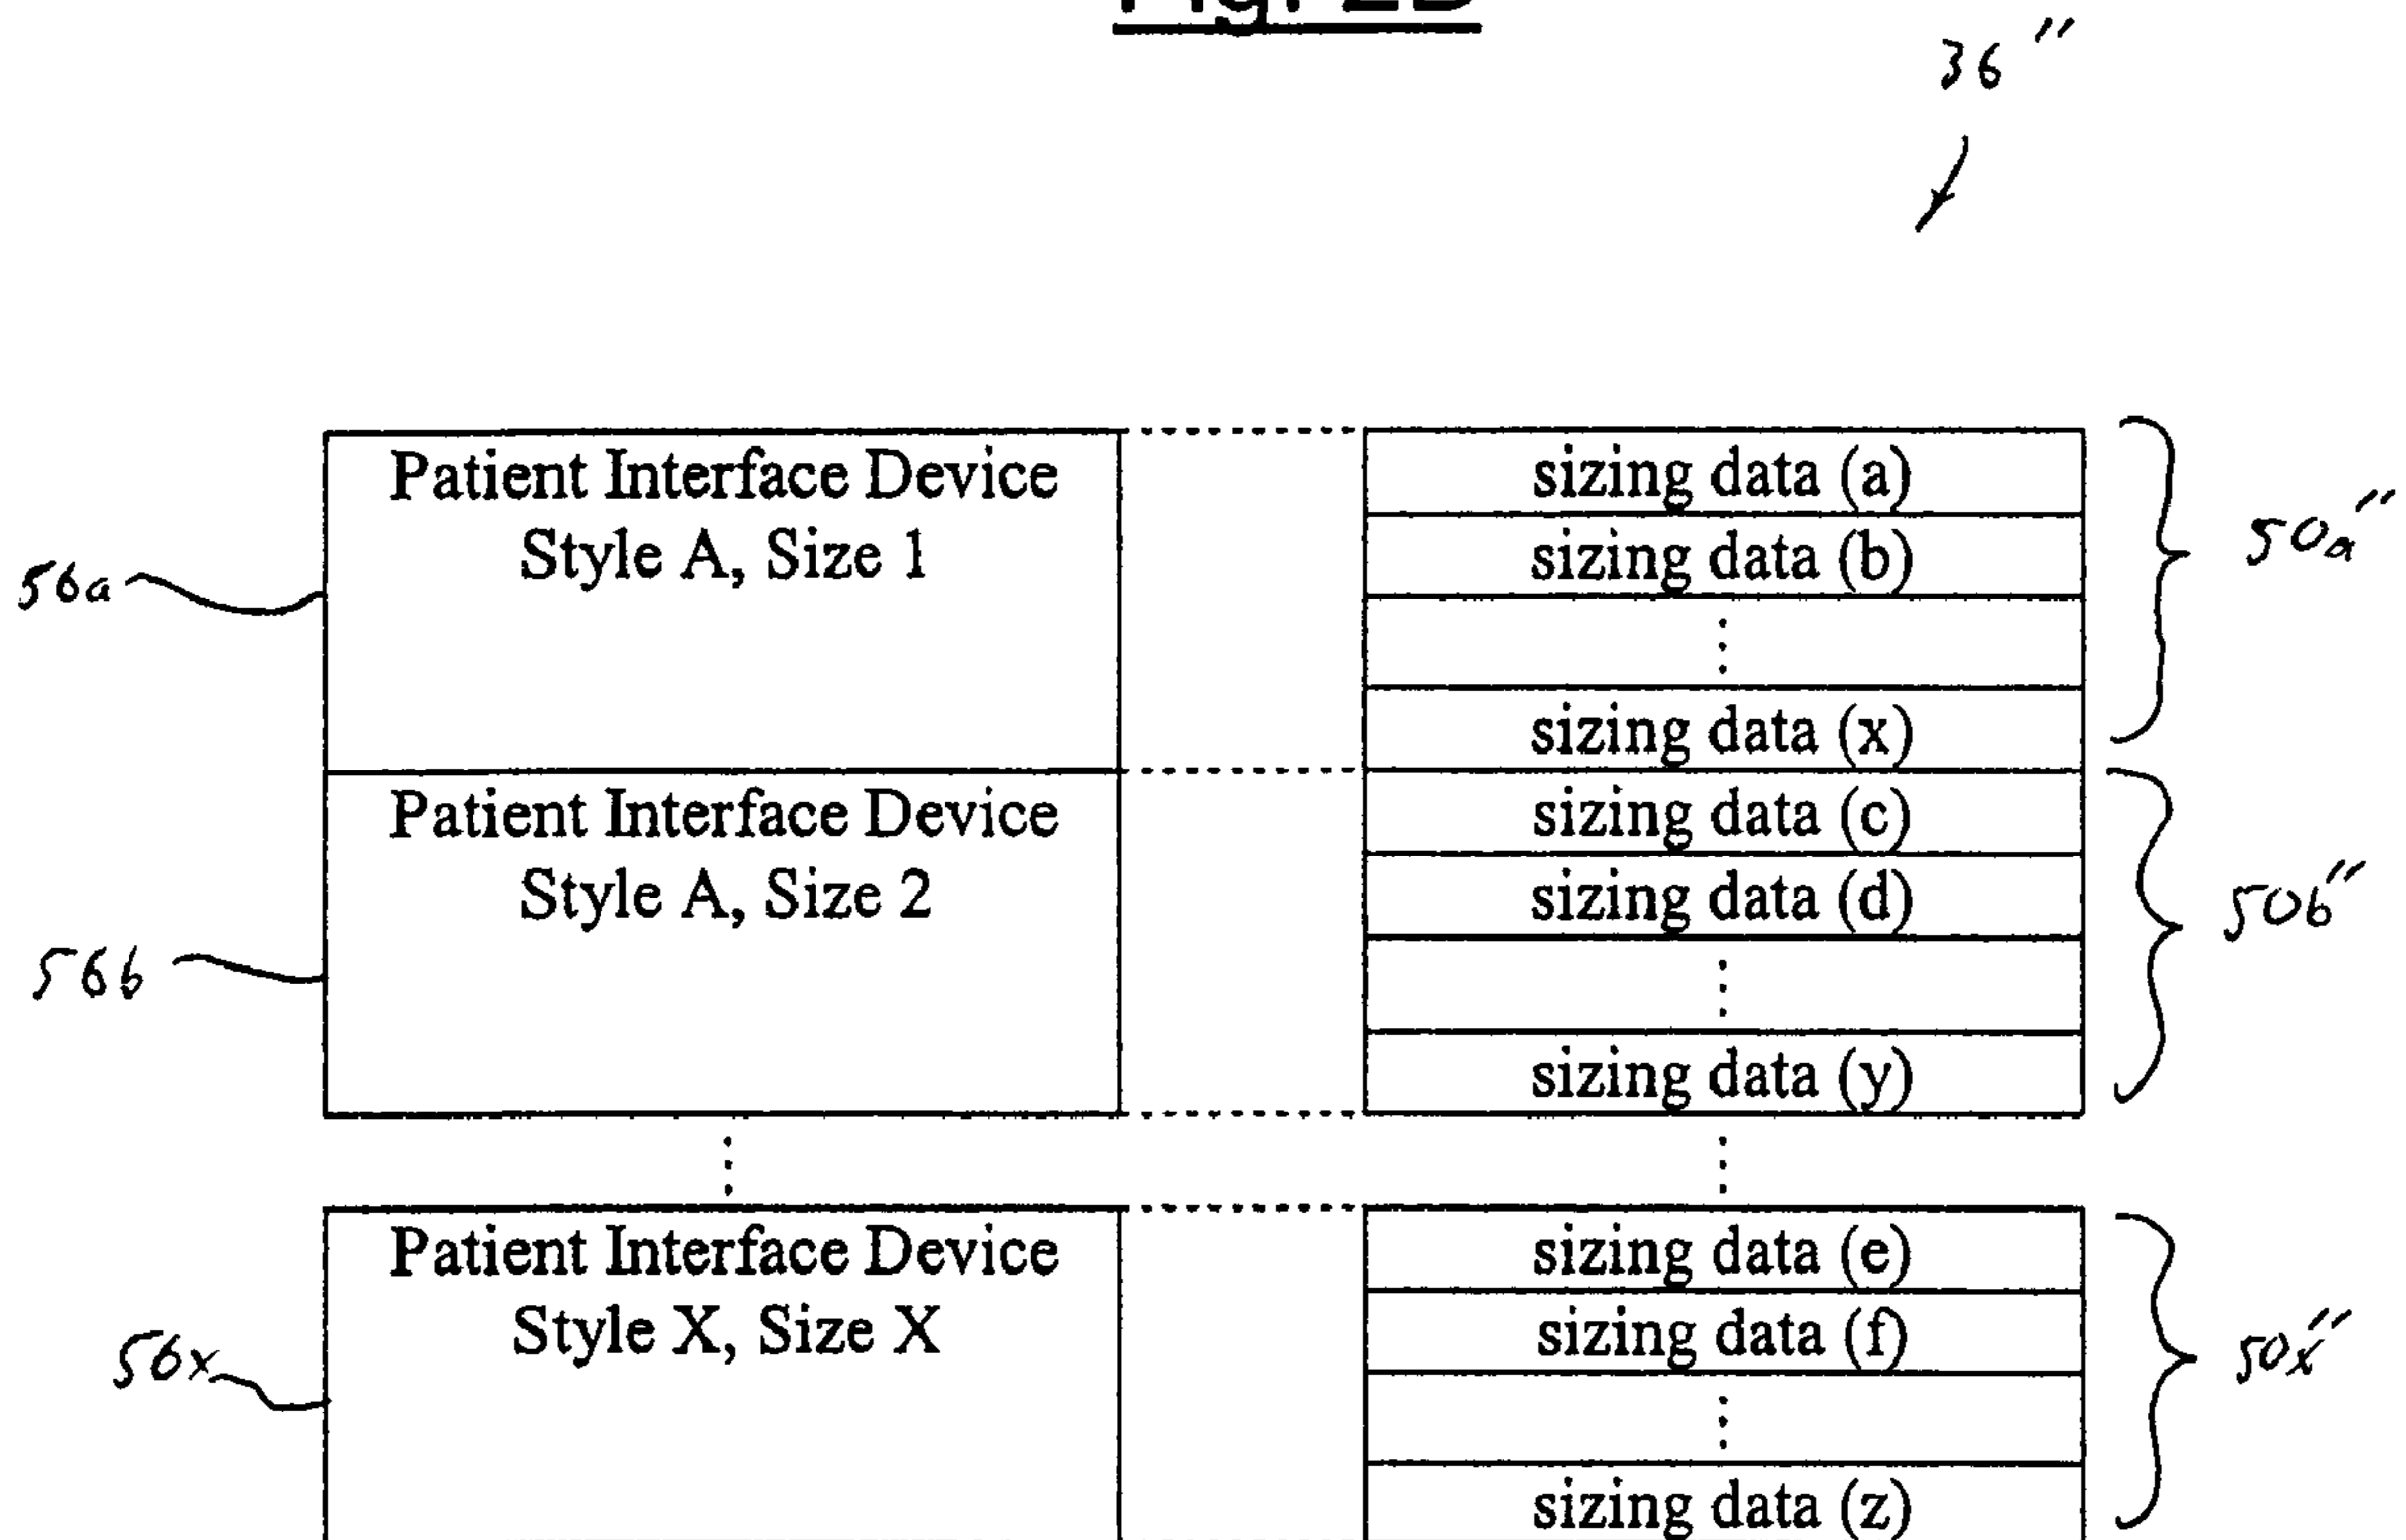 36"
Patient Interface Device
Style A, Size 1
56a
sizing data (a)
sizing data (b)
sizing data (x)
50a"
Patient Interface Device
Style A, Size 2
56b
sizing data (c)
sizing data (d)
sizing data (y)
50b"
Patient Interface Device
Style X, Size X
56x
sizing data (e)
sizing data (f)
sizing data (z)
50x"